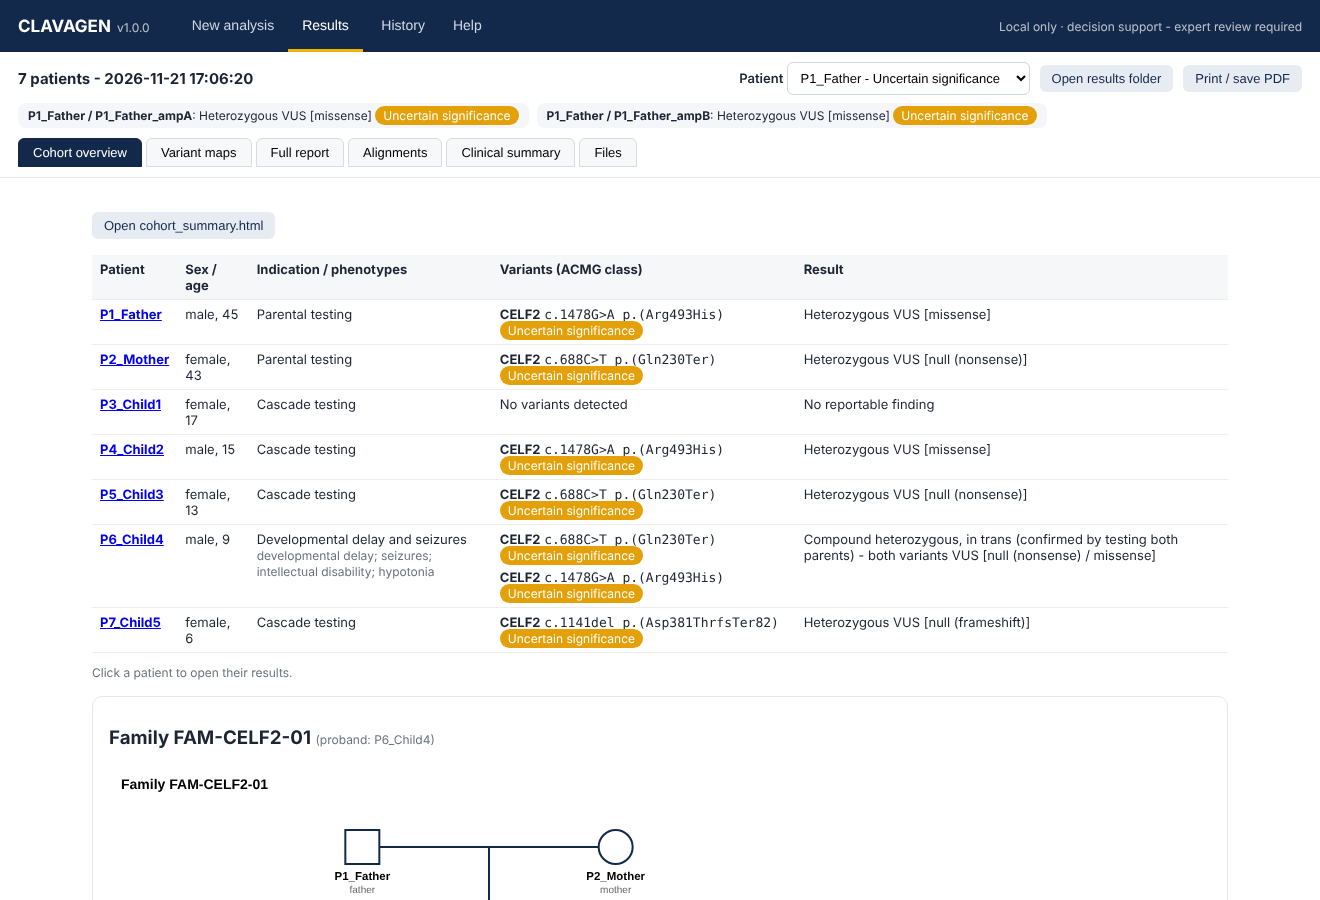 CLAVAGEN v1.0.0 New analysis Results History Help Local only · decision support - expert review required
7 patients - 2026-11-21 17:06:20 Patient P1_Father - Uncertain significance Open results folder Print / save PDF
P1_Father / P1_Father_ampA: Heterozygous VUS [missense] Uncertain significance P1_Father / P1_Father_ampB: Heterozygous VUS [missense] Uncertain significance
Cohort overview Variant maps Full report Alignments Clinical summary Files
Open cohort_summary.html
Patient Sex / age Indication / phenotypes Variants (ACMG class) Result
P1_Father male, 45 Parental testing CELF2 c.1478G>A p.(Arg493His) Heterozygous VUS [missense]
Uncertain significance
P2_Mother female, Parental testing CELF2 c.688C>T p.(Gln230Ter) Heterozygous VUS [null (nonsense)]
43 Uncertain significance
P3_Child1 female, Cascade testing No variants detected No reportable finding
17
P4_Child2 male, 15 Cascade testing CELF2 c.1478G>A p.(Arg493His) Heterozygous VUS [missense]
Uncertain significance
P5_Child3 female, Cascade testing CELF2 c.688C>T p.(Gln230Ter) Heterozygous VUS [null (nonsense)]
13 Uncertain significance
P6_Child4 male, 9 Developmental delay and seizures CELF2 c.688C>T p.(Gln230Ter) Compound heterozygous, in trans (confirmed by testing both
developmental delay; seizures; Uncertain significance parents) - both variants VUS [null (nonsense) / missense]
intellectual disability; hypotonia CELF2 c.1478G>A p.(Arg493His)
Uncertain significance
P7_Child5 female, Cascade testing CELF2 c.1141del p.(Asp381ThrfsTer82) Heterozygous VUS [null (frameshift)]
6 Uncertain significance
Click a patient to open their results.
Family FAM-CELF2-01 (proband: P6_Child4)
Family FAM-CELF2-01
P1_Father P2_Mother
father mother